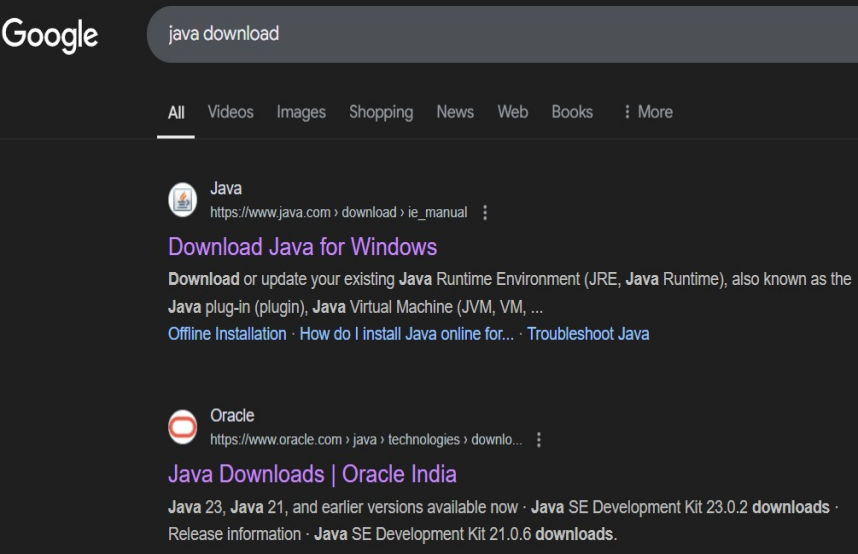 Google
java download
All Videos Images Shopping News Web Books More
Java
https://www.java.com › download › ie_manual
Download Java for Windows
Download or update your existing Java Runtime Environment (JRE, Java Runtime), also known as the
Java plug-in (plugin), Java Virtual Machine (JVM, VM, ...
Offline Installation · How do I install Java online for... · Troubleshoot Java
Oracle
https://www.oracle.com › java › technologies › downlo...
Java Downloads | Oracle India
Java 23, Java 21, and earlier versions available now · Java SE Development Kit 23.0.2 downloads ·
Release information · Java SE Development Kit 21.0.6 downloads.